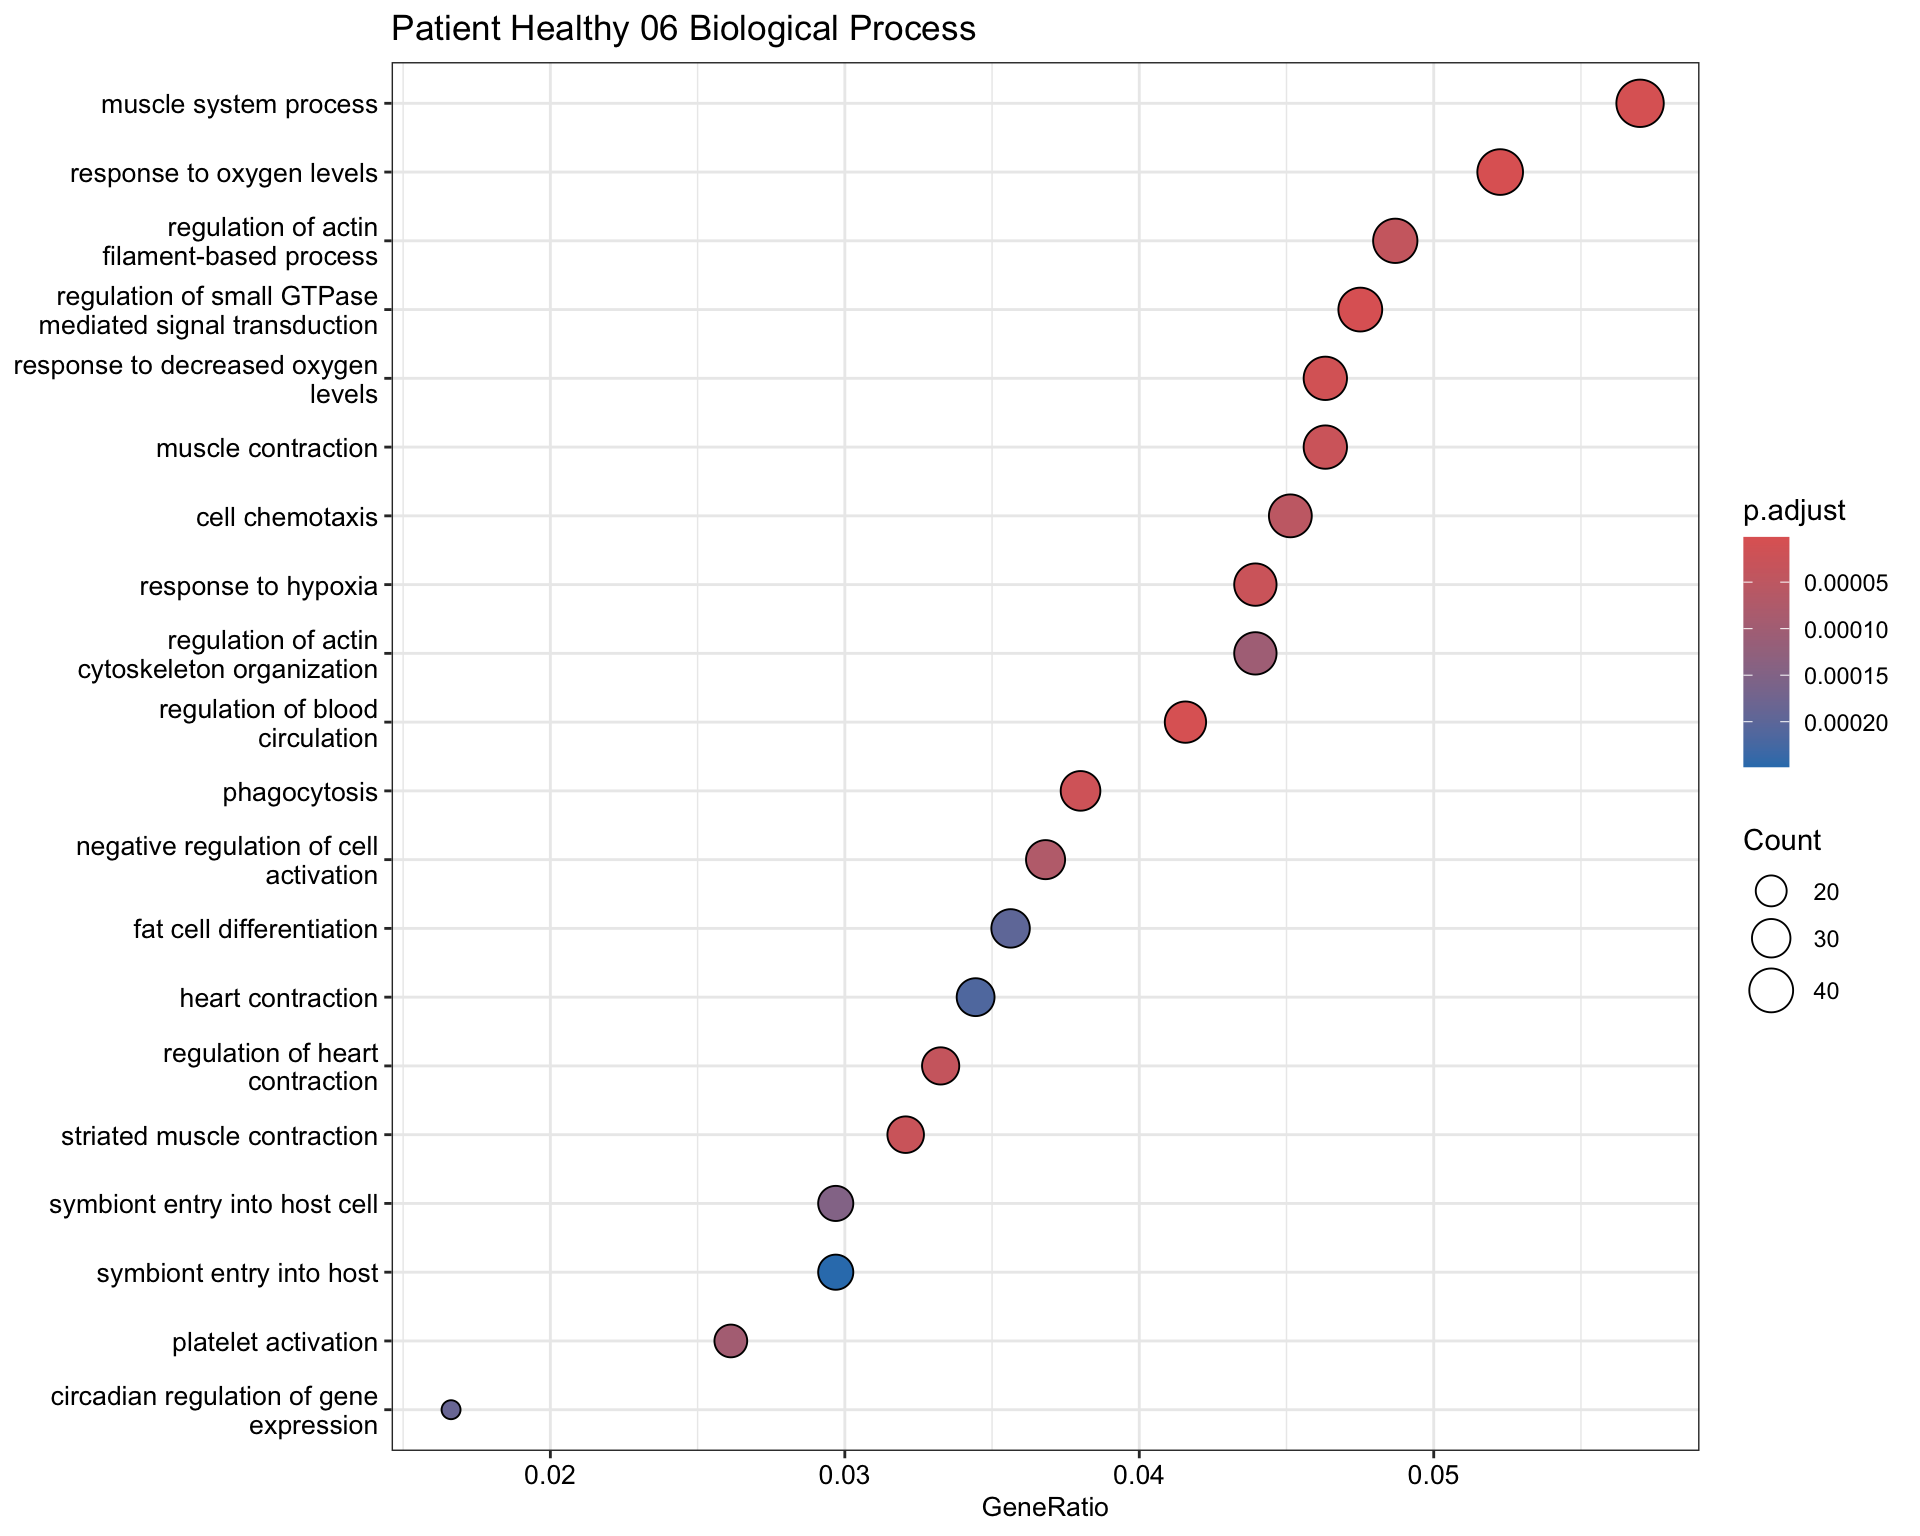 Patient Healthy 06 Biological Process
muscle system process
response to oxygen levels
regulation of actin
filament-based process
regulation of small GTPase
mediated signal transduction
response to decreased oxygen
levels
muscle contraction
cell chemotaxis
response to hypoxia
regulation of actin
cytoskeleton organization
regulation of blood
circulation
phagocytosis
negative regulation of cell
activation
fat cell differentiation
heart contraction
regulation of heart
contraction
striated muscle contraction
symbiont entry into host cell
symbiont entry into host
platelet activation
circadian regulation of gene
expression
0.02 0.03 0.04 0.05
GeneRatio
p.adjust
0.00005
0.00010
0.00015
0.00020
Count
20
30
40